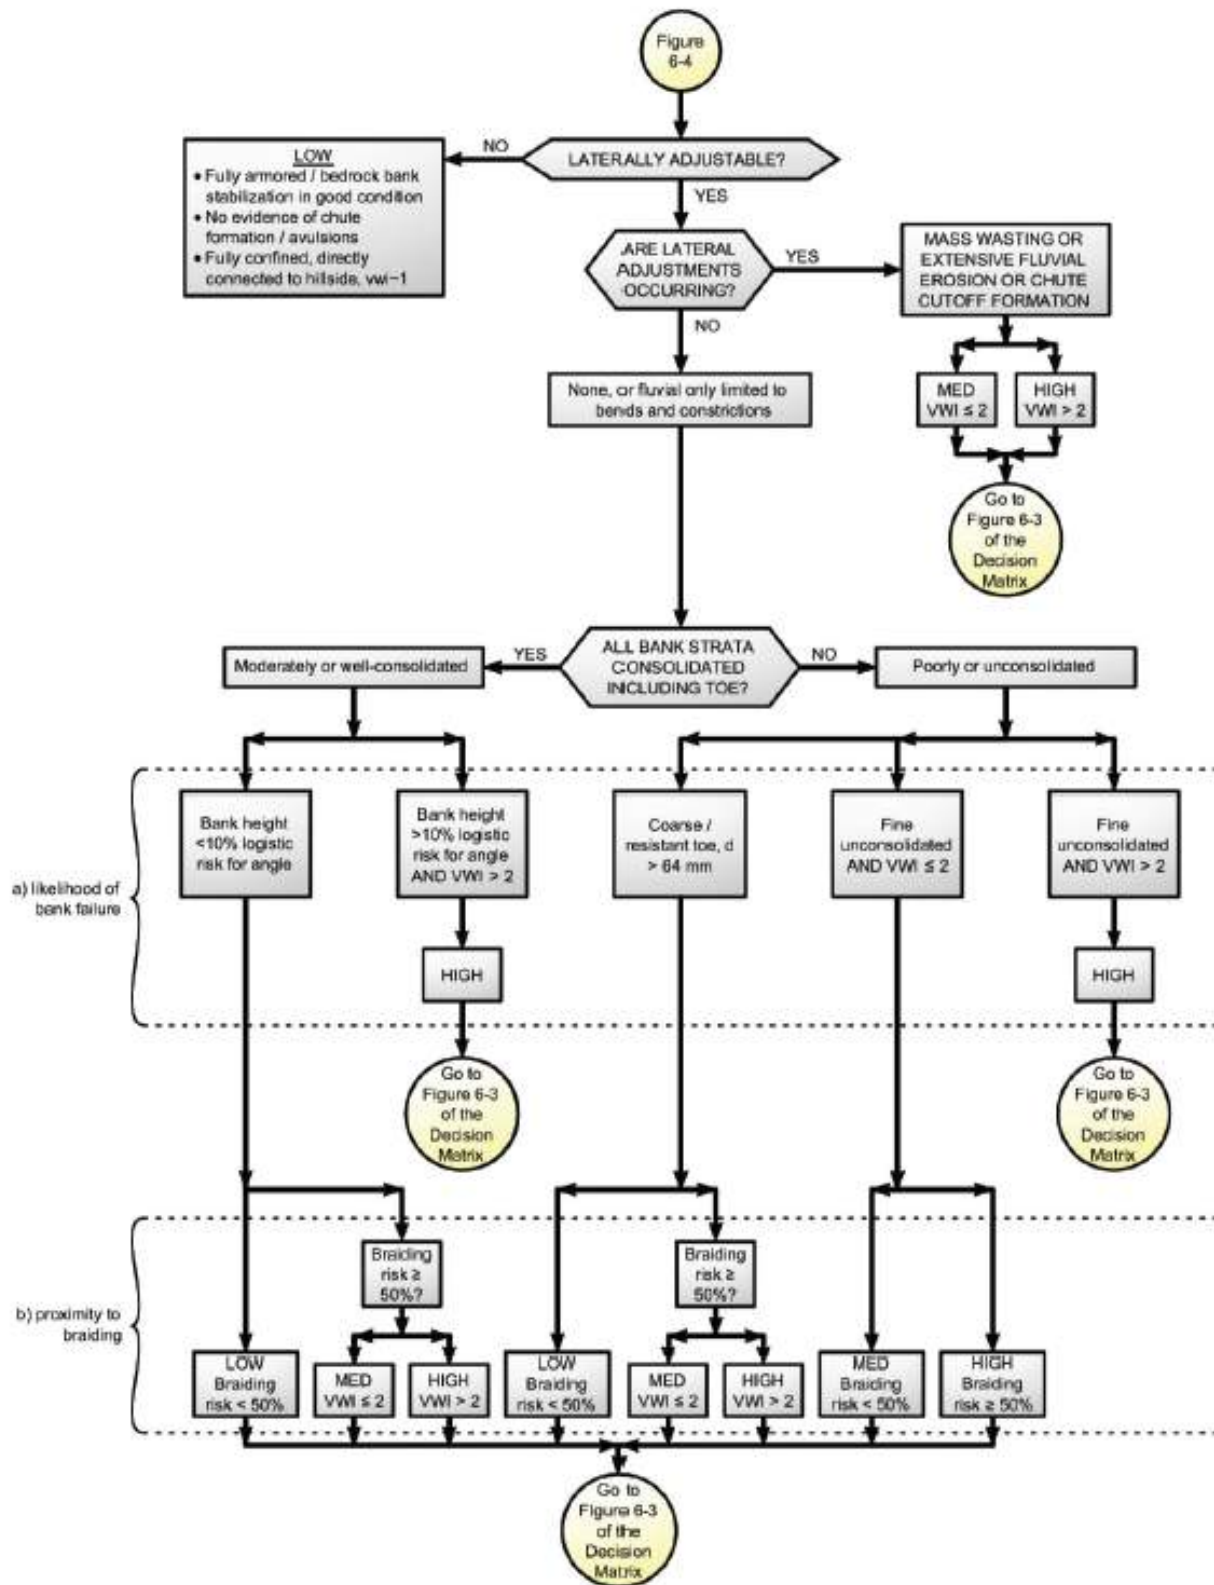 Figure
6-4
LATERALLY ADJUSTABLE?
NO
LOW
• Fully armored / bedrock bank
stabilization in good condition
• No evidence of chute
formation / avulsions
• Fully confined, directly
connected to hillside, vwi~1
YES
ARE LATERAL
ADJUSTMENTS
OCCURRING?
YES
MASS WASTING OR
EXTENSIVE FLUVIAL
EROSION OR CHUTE
CUTOFF FORMATION
NO
None, or fluvial only limited to
bends and constrictions
MED
VWI ≤ 2
HIGH
VWI > 2
Go to
Figure 6-3
of the
Decision
Matrix
ALL BANK STRATA
CONSOLIDATED
INCLUDING TOE?
YES
Moderately or well-consolidated
NO
Poorly or unconsolidated
a) likelihood of
bank failure
Bank height
<10% logistic
risk for angle
Bank height
>10% logistic
risk for angle
AND VWI > 2
Coarse /
resistant toe, d
> 64 mm
Fine
unconsolidated
AND VWI ≤ 2
Fine
unconsolidated
AND VWI > 2
HIGH
HIGH
Go to
Figure 6-3
of the
Decision
Matrix
Go to
Figure 6-3
of the
Decision
Matrix
b) proximity to
braiding
Braiding
risk ≥
50%?
Braiding
risk ≥
50%?
LOW
Braiding
risk < 50%
MED
VWI ≤ 2
HIGH
VWI > 2
LOW
Braiding
risk < 50%
MED
VWI ≤ 2
HIGH
VWI > 2
MED
Braiding
risk < 50%
HIGH
Braiding
risk ≥ 50%
Go to
Figure 6-3
of the
Decision
Matrix